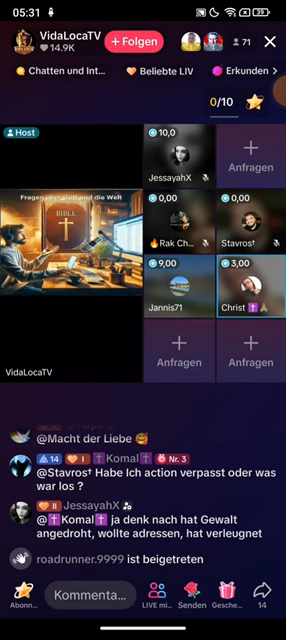 05:31
39
VidaLocaTV
14.9K
+ Folgen
71
Chatten und Int...
Beliebte LIV
Erkunden
0/10
Host
10,0
JessayahX
Anfragen
Fragen über Gott und die Welt
BIBLE
0,00
Rak Ch...
0,00
Stavros✝
9,00
Jannis71
3,00
Christ ✝️🙏
VidaLocaTV
Anfragen
Anfragen
@Macht der Liebe 🥰
14 I ✝️Komal✝️ Nr. 3
@Stavros✝ Habe Ich action verpasst oder was
war los ?
II JessayahX
@✝️Komal✝️ ja denk nach hat Gewalt
angedroht, wollte adressen, hat verleugnet
roadrunner.9999 ist beigetreten
Abonn...
Kommenta...
LIVE mi...
Senden
Gesche...
14